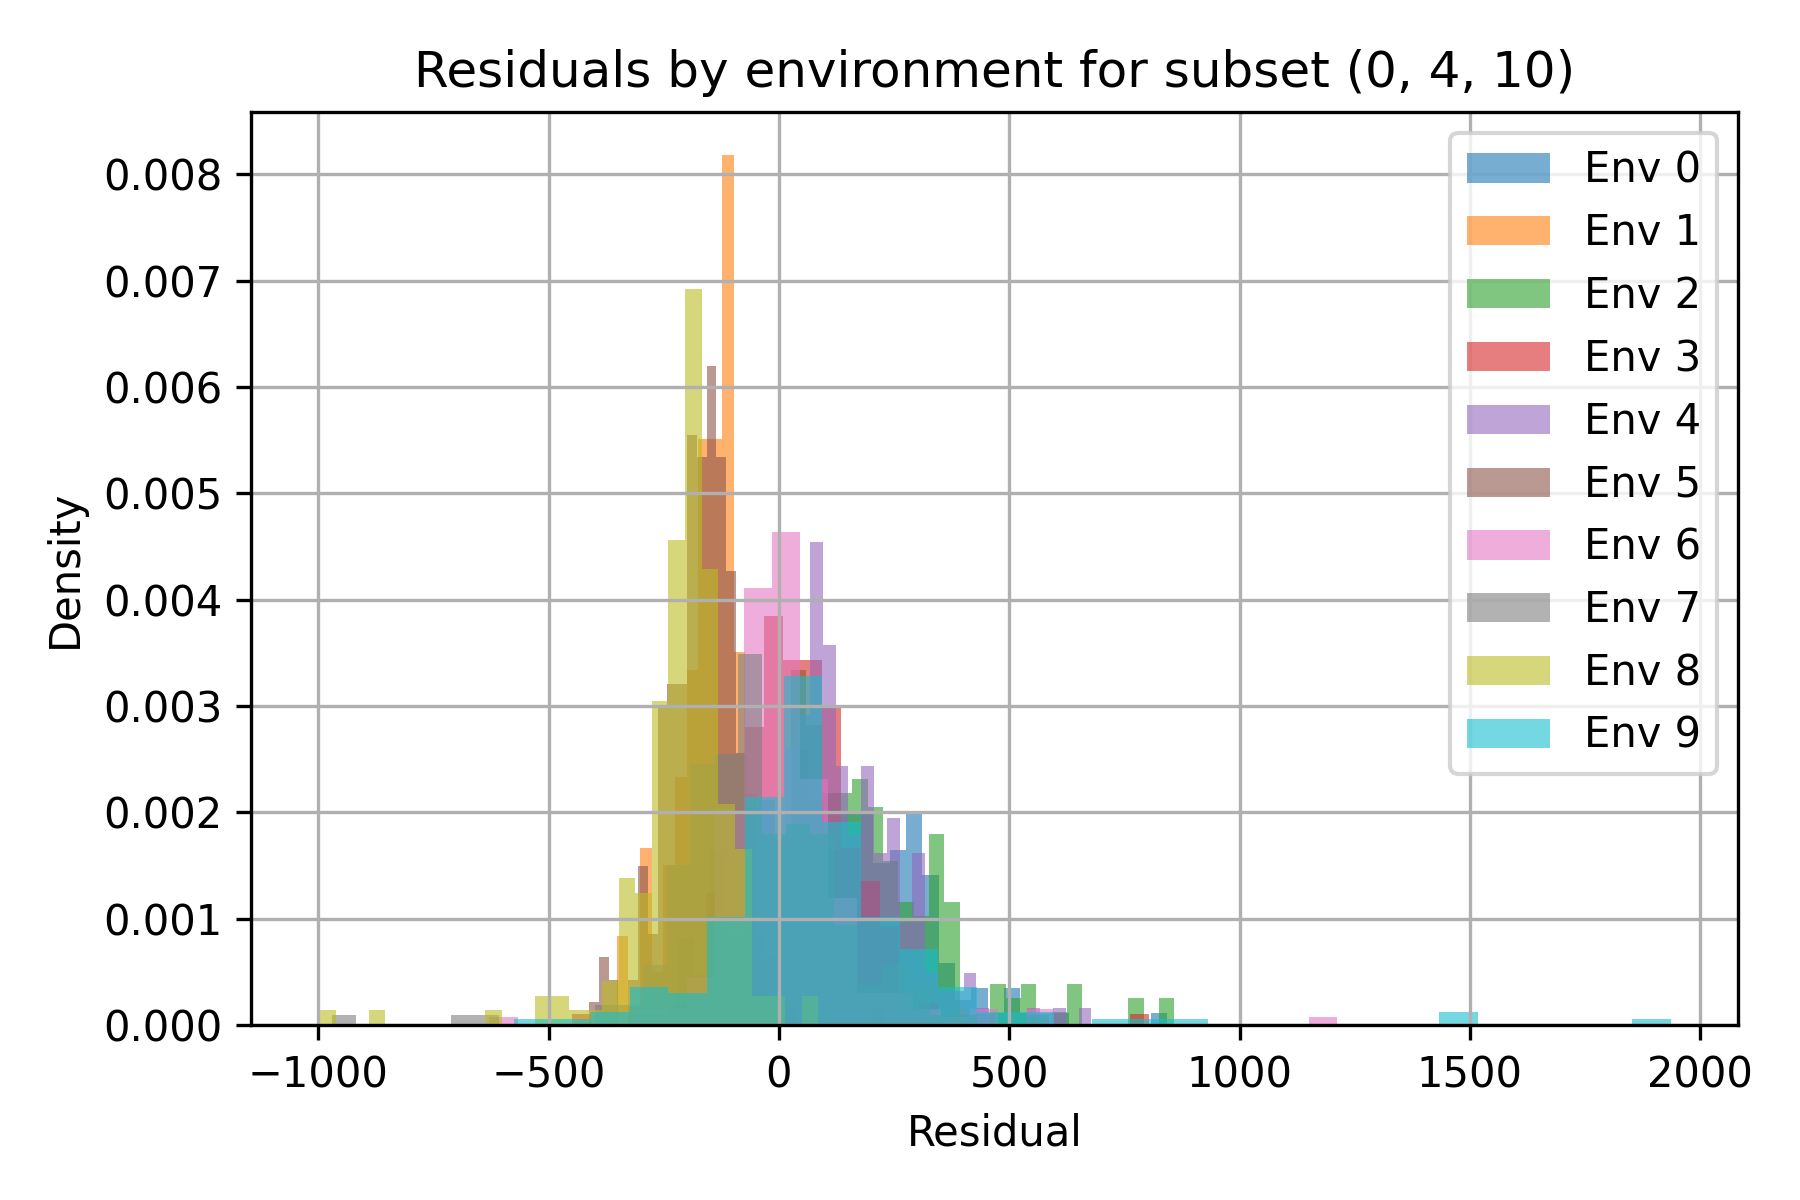 Residuals by environment for subset (0, 4, 10)
0.008
0.007
0.006
0.005
0.004
0.003
0.002
0.001
0.000
Density
−1000
−500
0
500
1000
1500
2000
Residual
Env 0
Env 1
Env 2
Env 3
Env 4
Env 5
Env 6
Env 7
Env 8
Env 9